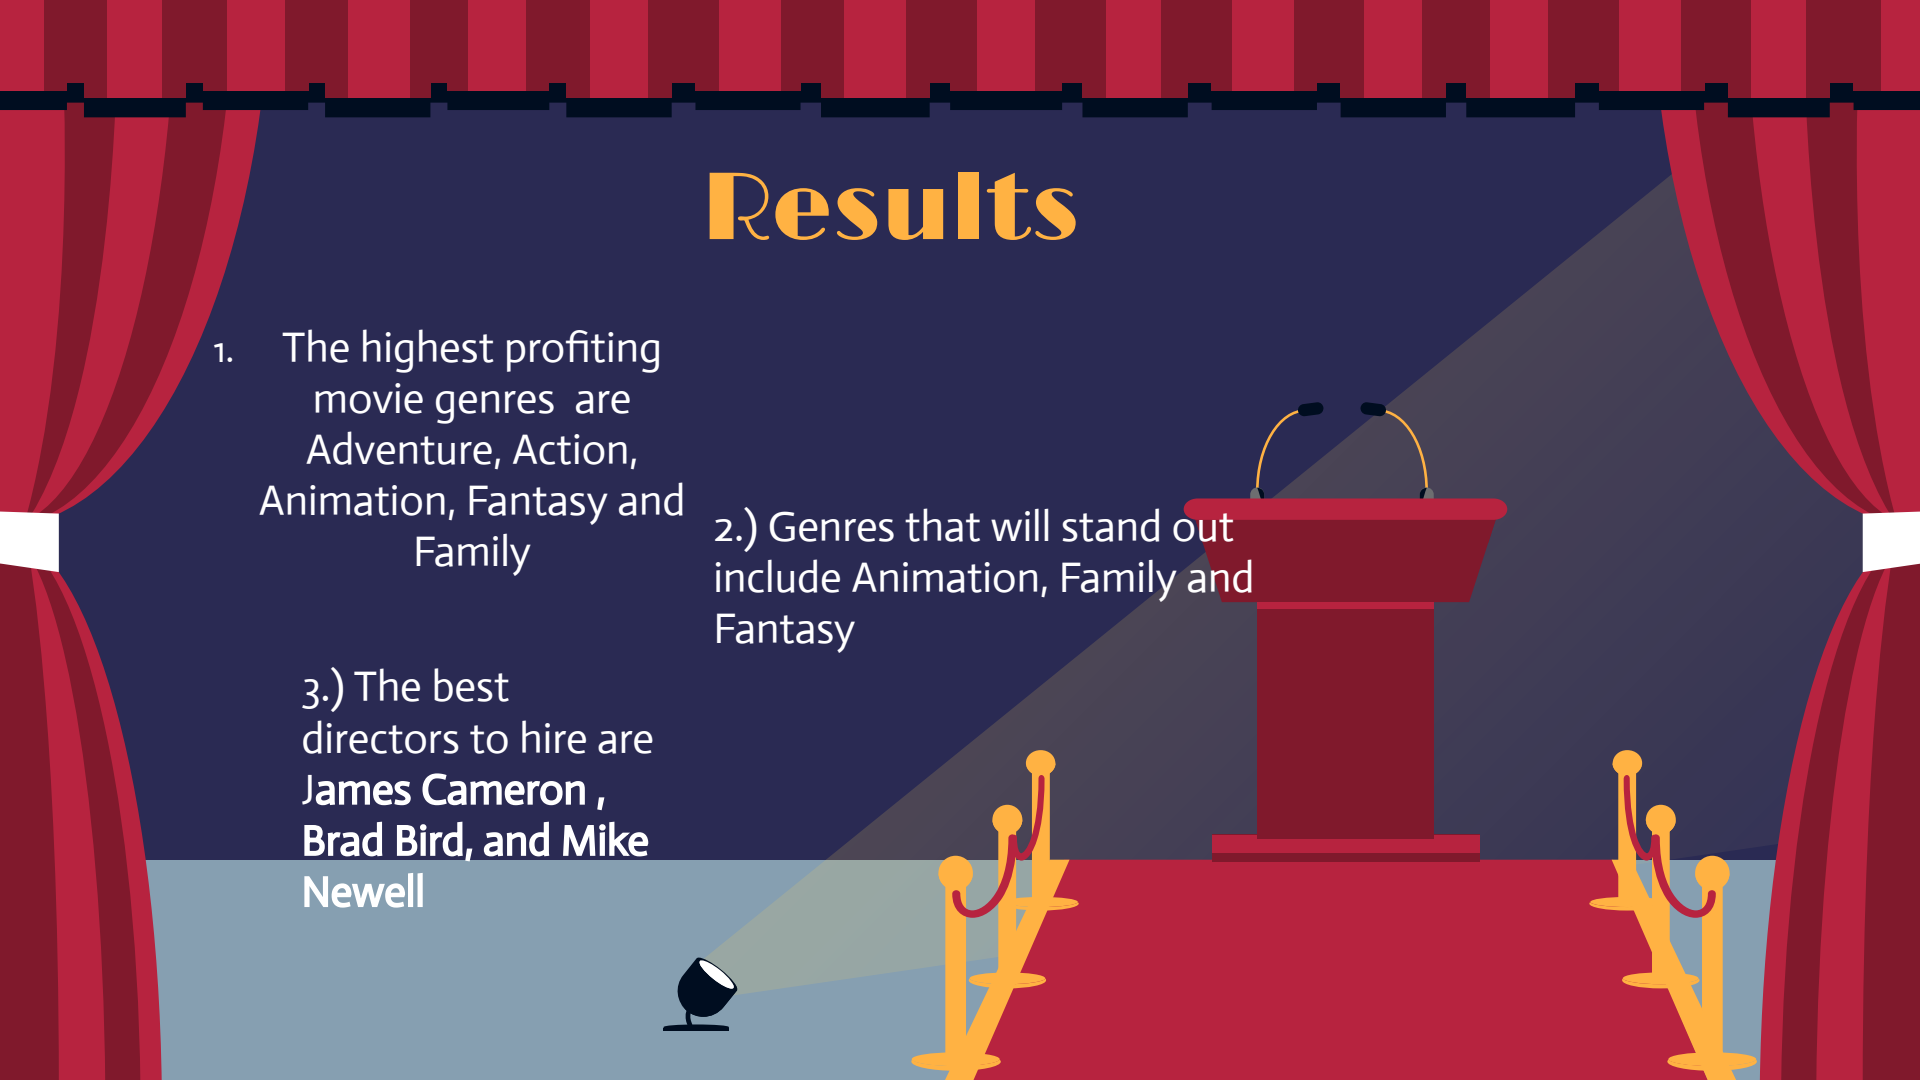 Results
1. The highest profiting
movie genres  are
Adventure, Action,
Animation, Fantasy and
Family
2.) Genres that will stand out
include Animation, Family and
Fantasy
3.) The best
directors to hire are
James Cameron ,
Brad Bird, and Mike
Newell